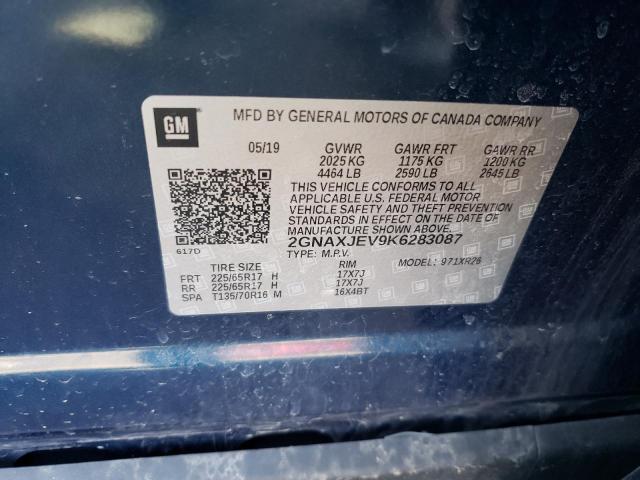 GM
MFD BY GENERAL MOTORS OF CANADA COMPANY
05/19 GVWR GAWR FRT GAWR RR
2025 KG 1175 KG 1200 KG
4464 LB 2590 LB 2645 LB
THIS VEHICLE CONFORMS TO ALL
APPLICABLE U.S. FEDERAL MOTOR
VEHICLE SAFETY AND THEFT PREVENTION
STANDARDS IN EFFECT ON THE DATE OF
MANUFACTURE SHOWN ABOVE.
2GNAXJEV9K6283087
617D TYPE: M.P.V. MODEL: 971XR26
TIRE SIZE RIM
FRT 225/65R17 H 17X7J
RR 225/65R17 H 17X7J
SPA T135/70R16 M 16X4BT